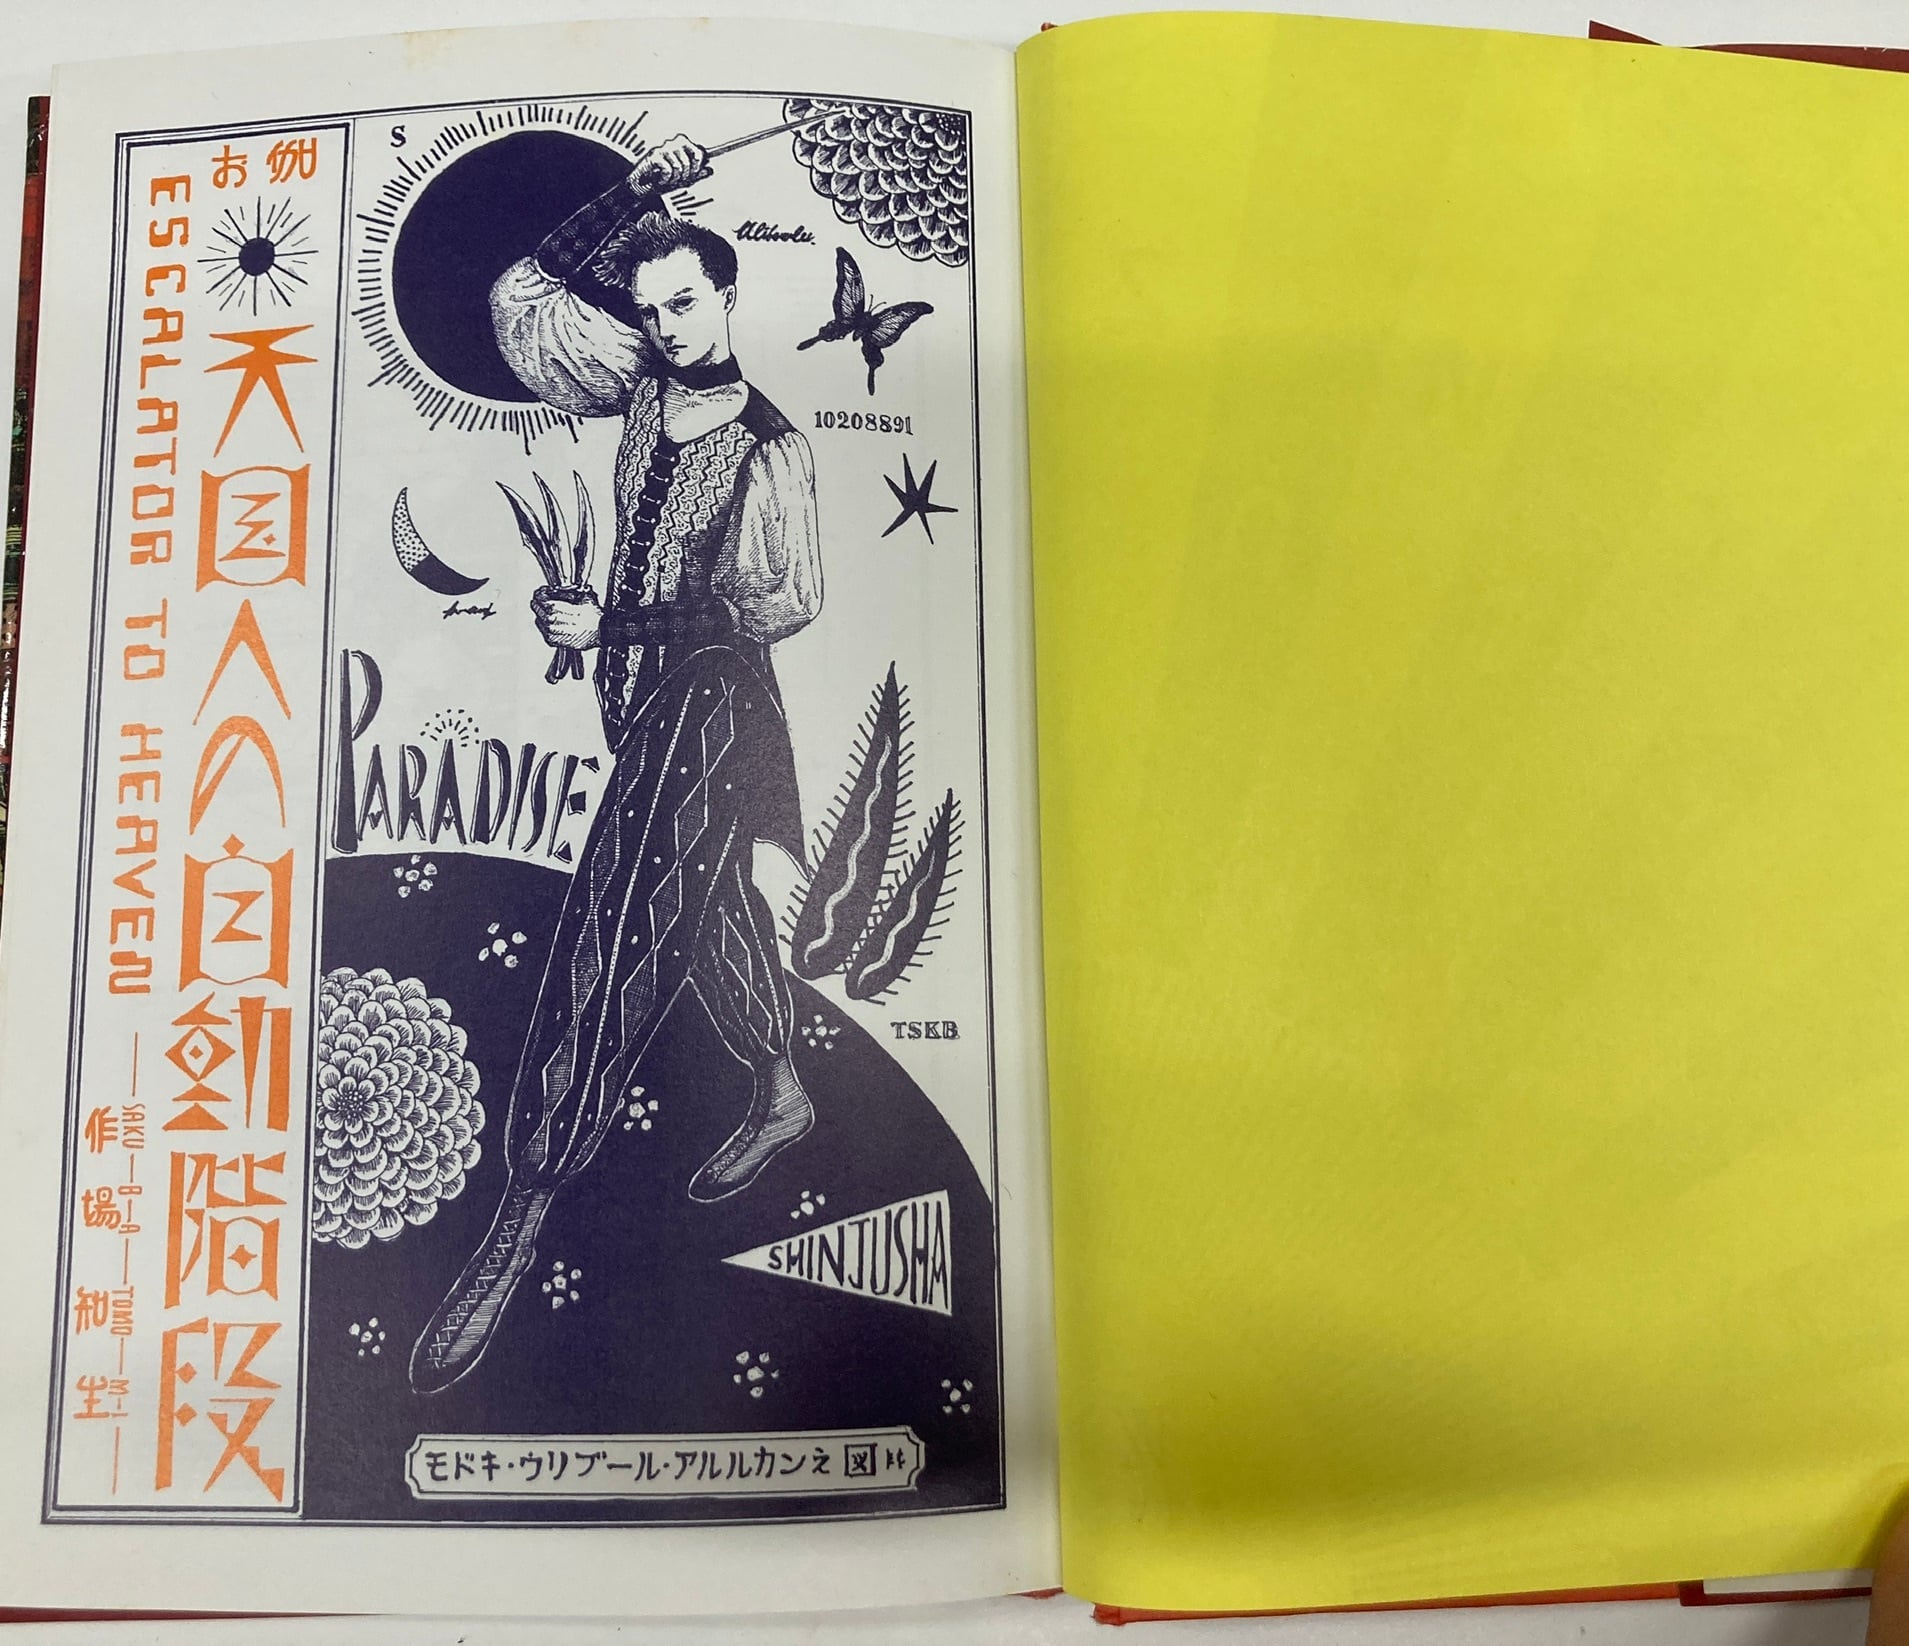 お伽
天国への自動階段
ESCALATOR TO HEAVEN
作場知生
SAKU—BA—TOMO—MI
S
10208891
PARADISE
TSKB
SHINJUSHA
モドキ・ウリブール・アルルカン之図